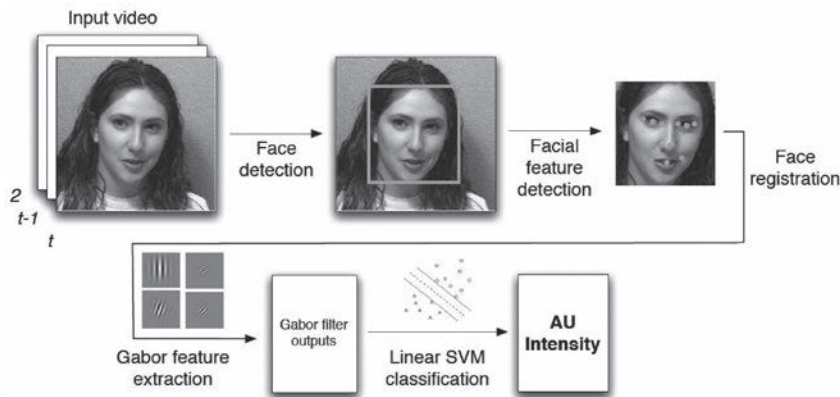 Input video
2
t-1
t
Face
detection
Facial
feature
detection
Face
registration
Gabor feature
extraction
Gabor filter
outputs
Linear SVM
classification
AU
Intensity